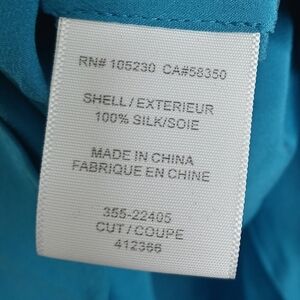 RN# 105230 CA#58350
SHELL/EXTERIEUR
100% SILK/SOIE
MADE IN CHINA
FABRIQUE EN CHINE
355-22405
CUT/COUPE
412366